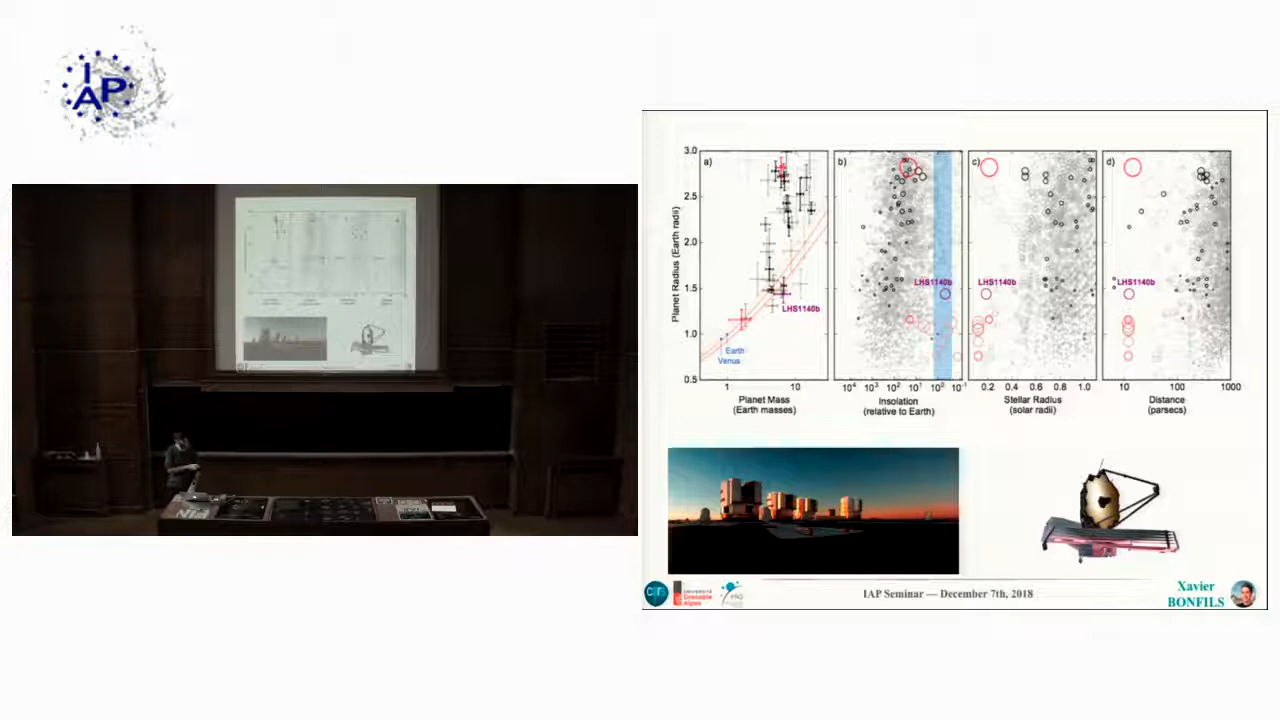 I
AP
a)
b)
c)
d)
3.0
2.5
2.0
1.5
1.0
0.5
Planet Radius (Earth radii)
LHS1140b
LHS1140b
LHS1140b
LHS1140b
Earth
Venus
1 10
10⁴ 10³ 10² 10¹ 10⁰ 10⁻¹
0.2 0.4 0.6 0.8 1.0
10 100 1000
Planet Mass
(Earth masses)
Insolation
(relative to Earth)
Stellar Radius
(solar radii)
Distance
(parsecs)
cnrs
UNIVERSITÉ
Grenoble
Alpes
IAP Seminar — December 7th, 2018
Xavier
BONFILS